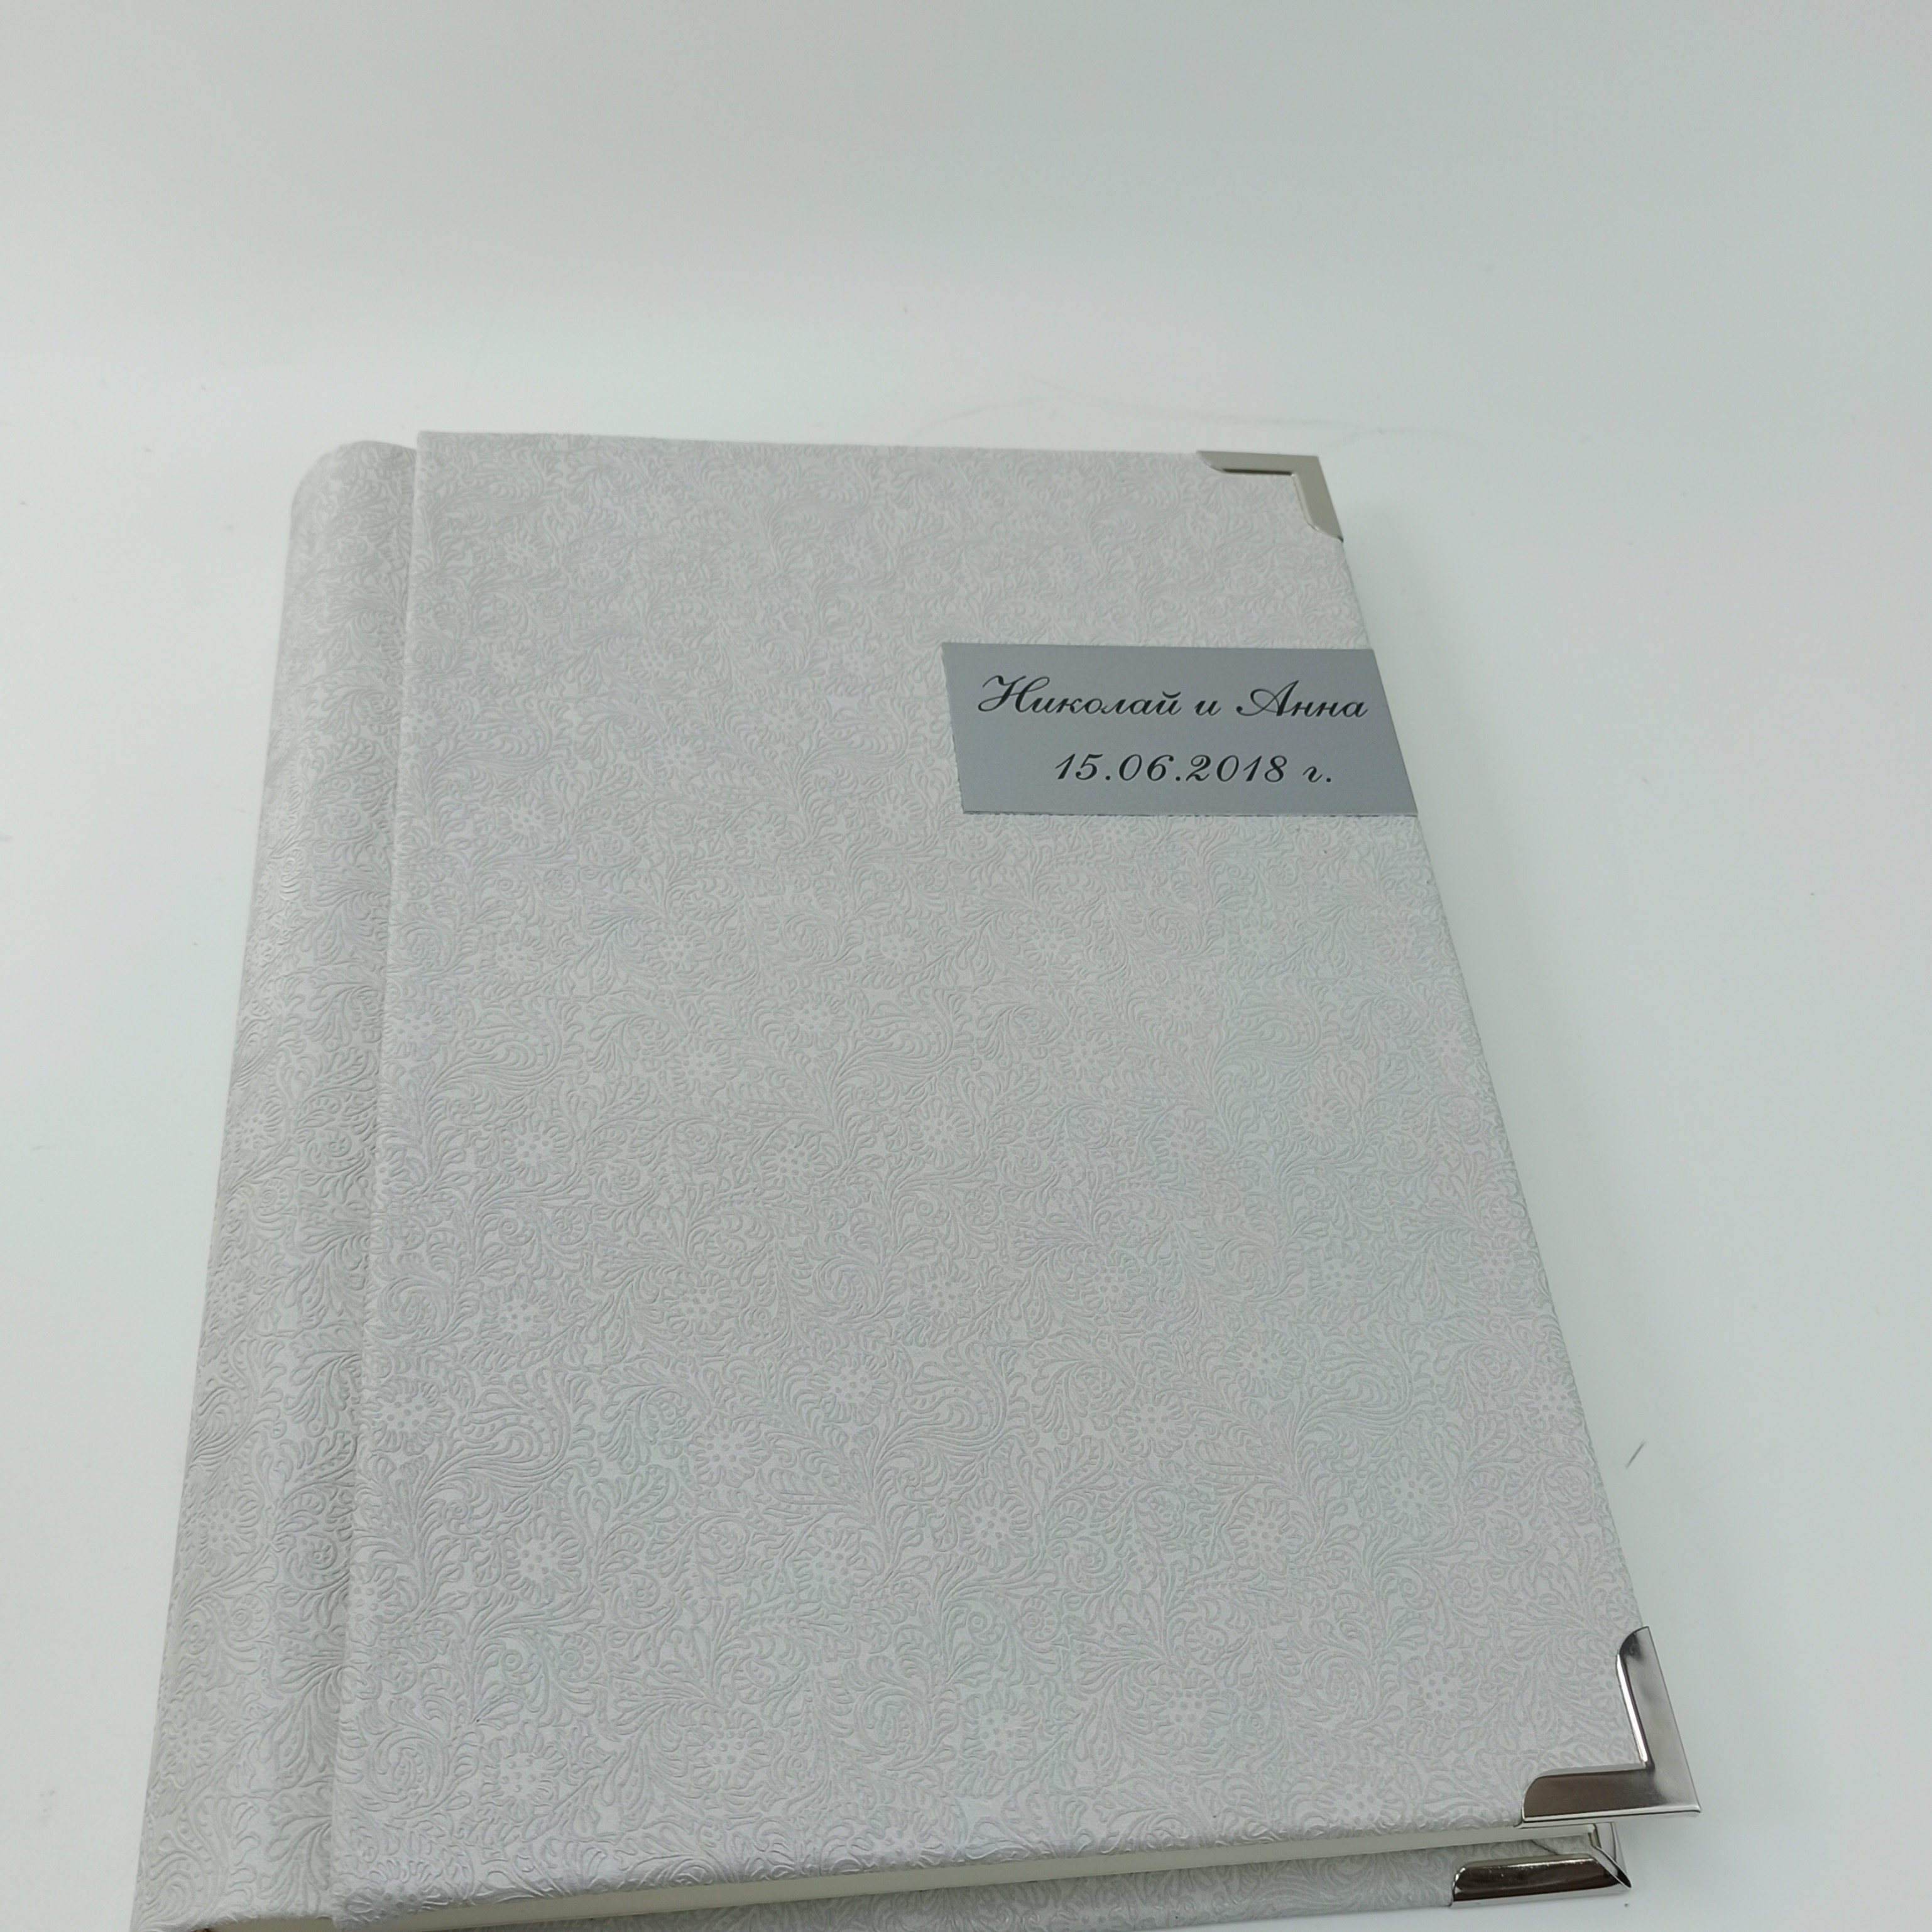 Николай и Анна
15.06.2018 г.